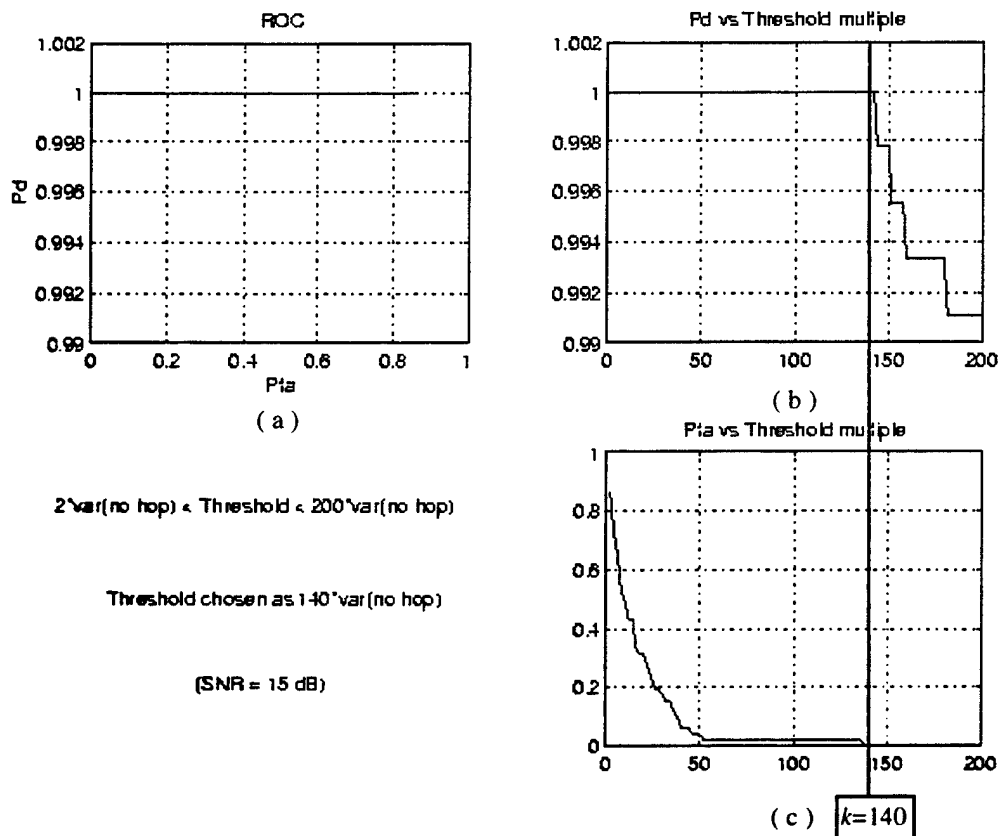 ROC
1.002
1
0.998
0.996
0.994
0.992
0.99
Pd
0 0.2 0.4 0.6 0.8 1
Pfa
(a)
Pd vs Threshold multiple
1.002
1
0.998
0.996
0.994
0.992
0.99
0 50 100 150 200
(b)
2*var(no hop) < Threshold < 200*var(no hop)
Threshold chosen as 140*var(no hop)
(SNR = 15 dB)
Pfa vs Threshold multiple
1
0.8
0.6
0.4
0.2
0
0 50 100 150 200
(c) k=140